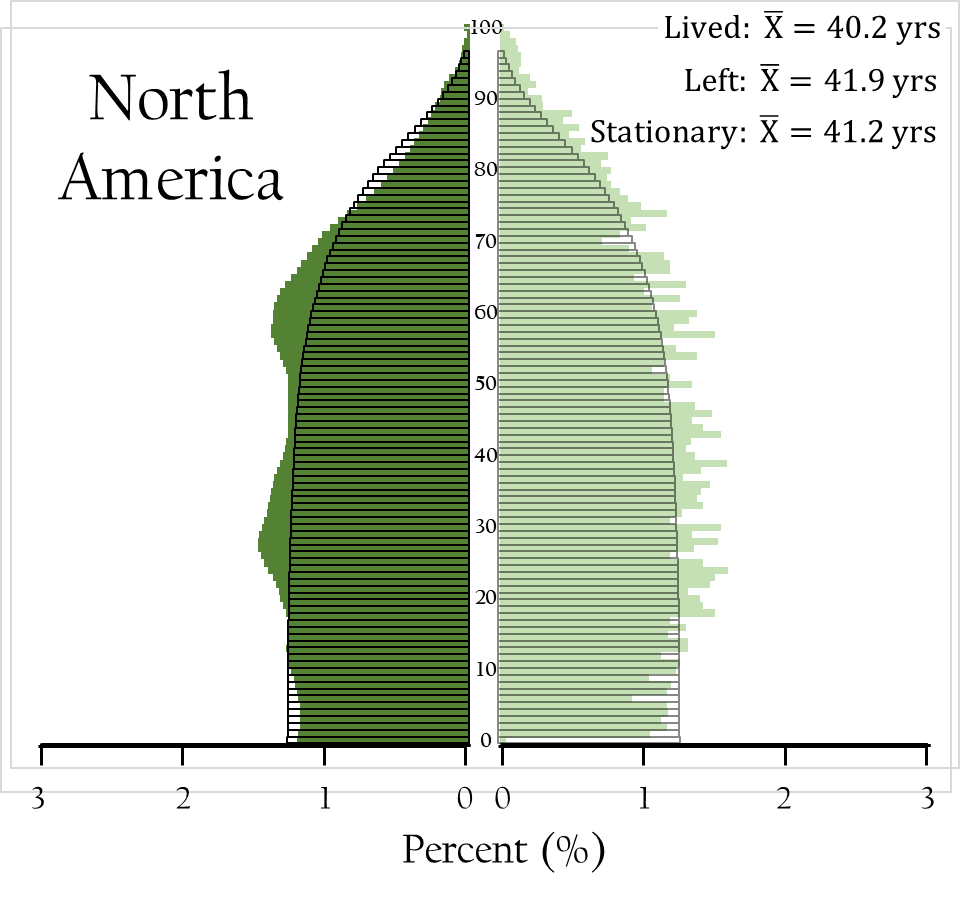 North
America
Lived: X̅ = 40.2 yrs
Left: X̅ = 41.9 yrs
Stationary: X̅ = 41.2 yrs
100
90
80
70
60
50
40
30
20
10
0
3 2 1 0 0 1 2 3
Percent (%)